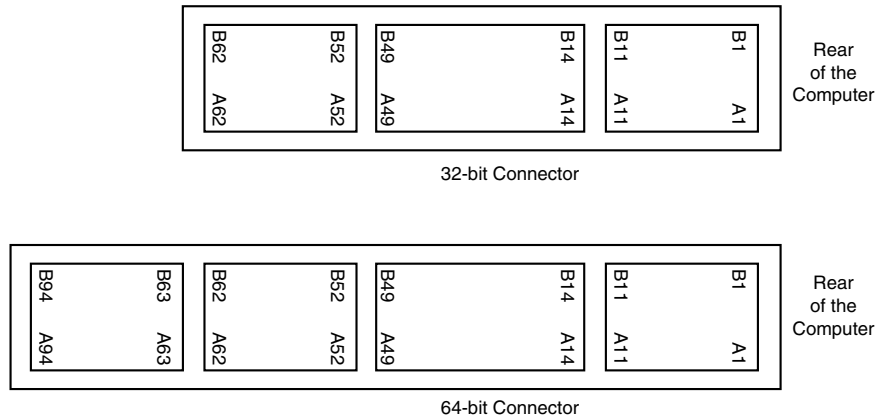 B62 B52 B49 B14 B11 B1
A62 A52 A49 A14 A11 A1
Rear
of the
Computer
32-bit Connector
B94 B63 B62 B52 B49 B14 B11 B1
A94 A63 A62 A52 A49 A14 A11 A1
Rear
of the
Computer
64-bit Connector